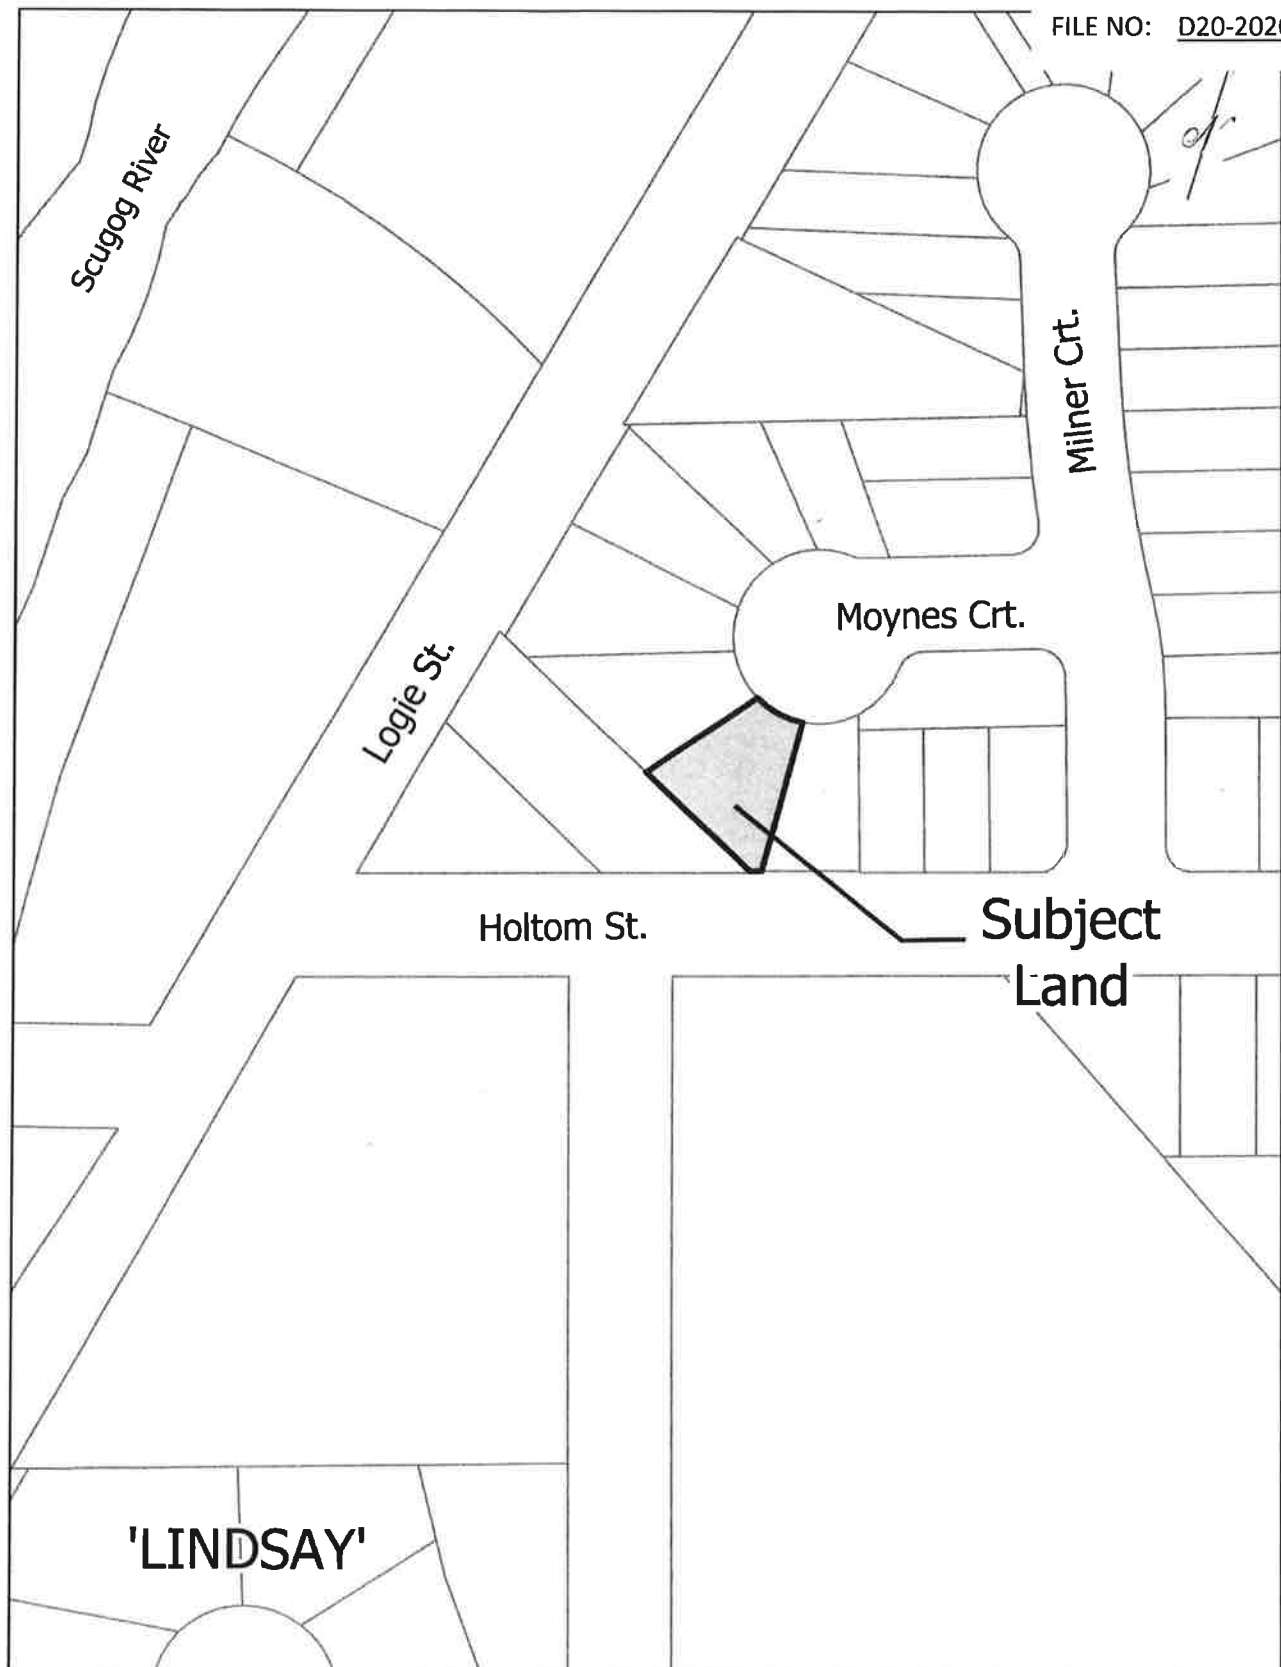 FILE NO: D20-202
Scugog River
Milner Crt.
Moynes Crt.
Logie St.
Holtom St.
Subject
Land
'LINDSAY'